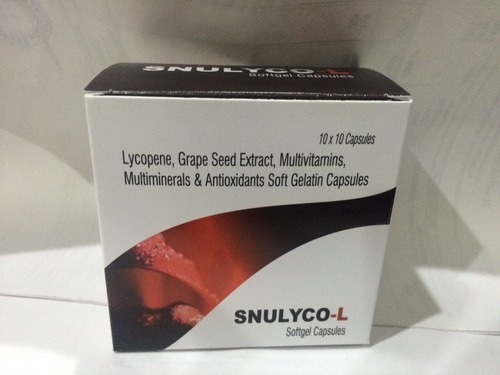 SNULYCO-L
Softgel Capsules
10 x 10 Capsules
Lycopene, Grape Seed Extract, Multivitamins,
Multiminerals & Antioxidants Soft Gelatin Capsules
SNULYCO-L
Softgel Capsules